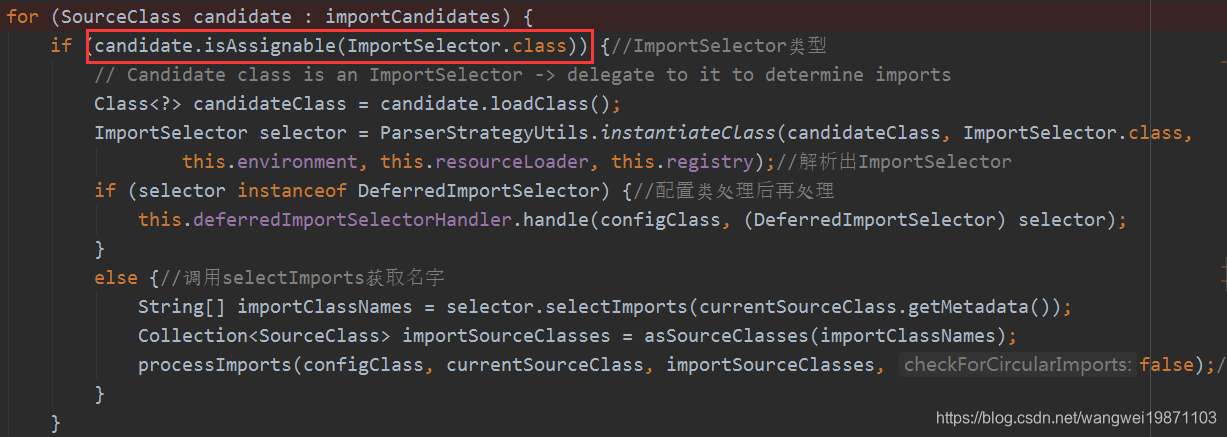 for (SourceClass candidate : importCandidates) {
if (candidate.isAssignable(ImportSelector.class)) {//ImportSelector类型
// Candidate class is an ImportSelector -> delegate to it to determine imports
Class<?> candidateClass = candidate.loadClass();
ImportSelector selector = ParserStrategyUtils.instantiateClass(candidateClass, ImportSelector.class,
this.environment, this.resourceLoader, this.registry);//解析出ImportSelector
if (selector instanceof DeferredImportSelector) {//配置类处理后再处理
this.deferredImportSelectorHandler.handle(configClass, (DeferredImportSelector) selector);
}
else {//调用selectImports获取名字
String[] importClassNames = selector.selectImports(currentSourceClass.getMetadata());
Collection<SourceClass> importSourceClasses = asSourceClasses(importClassNames);
processImports(configClass, currentSourceClass, importSourceClasses, checkForCircularImports: false);/
}
}
https://blog.csdn.net/wangwei19871103